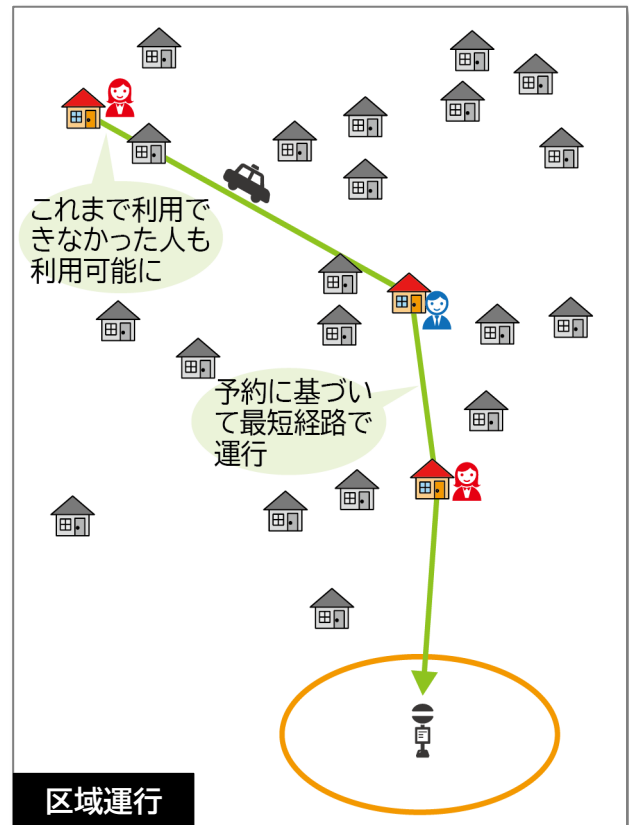 これまで利用で
きなかった人も
利用可能に
予約に基づい
て最短経路で
運行
区域運行